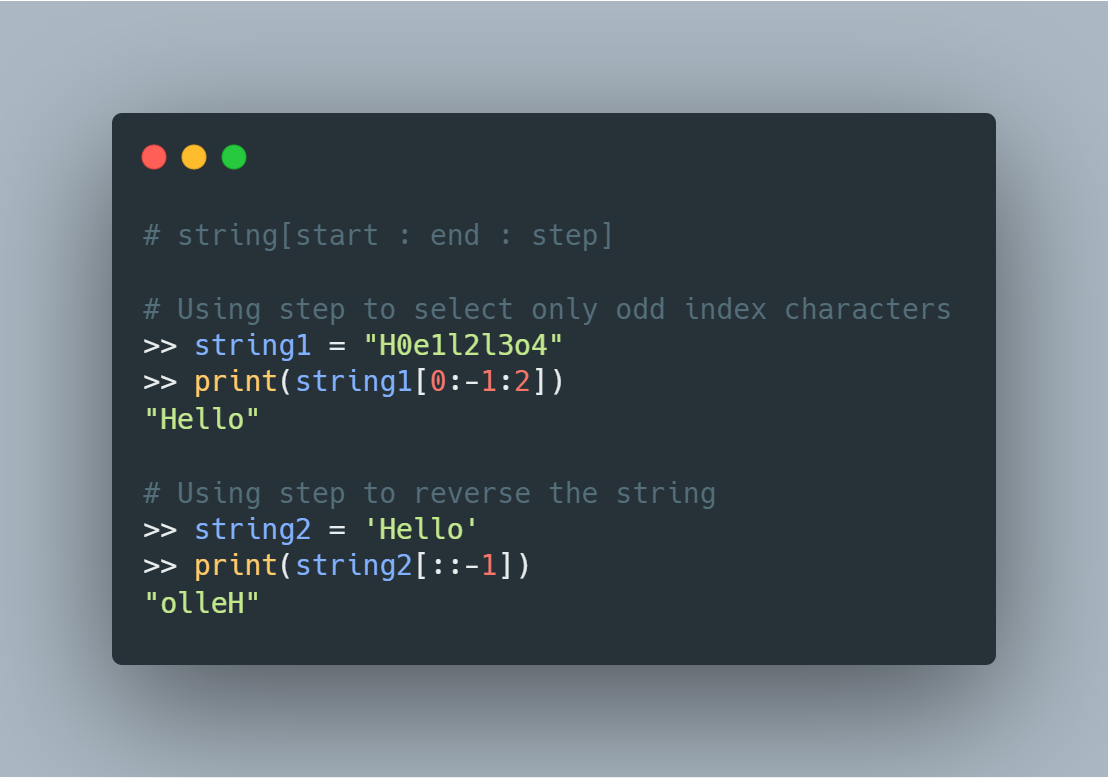 # string[start : end : step]
# Using step to select only odd index characters
>> string1 = "H0e1l2l3o4"
>> print(string1[0:-1:2])
"Hello"
# Using step to reverse the string
>> string2 = 'Hello'
>> print(string2[::-1])
"olleH"